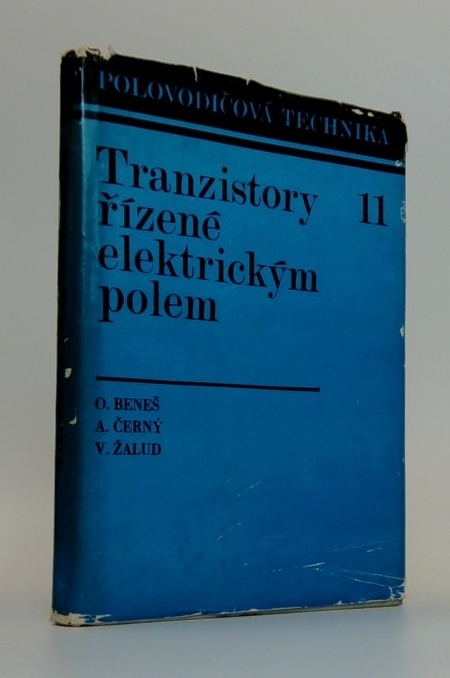 POLOVODIČOVÁ TECHNIKA
Tranzistory 11
řízené
elektrickým
polem
O. BENEŠ
A. ČERNÝ
V. ŽALUD